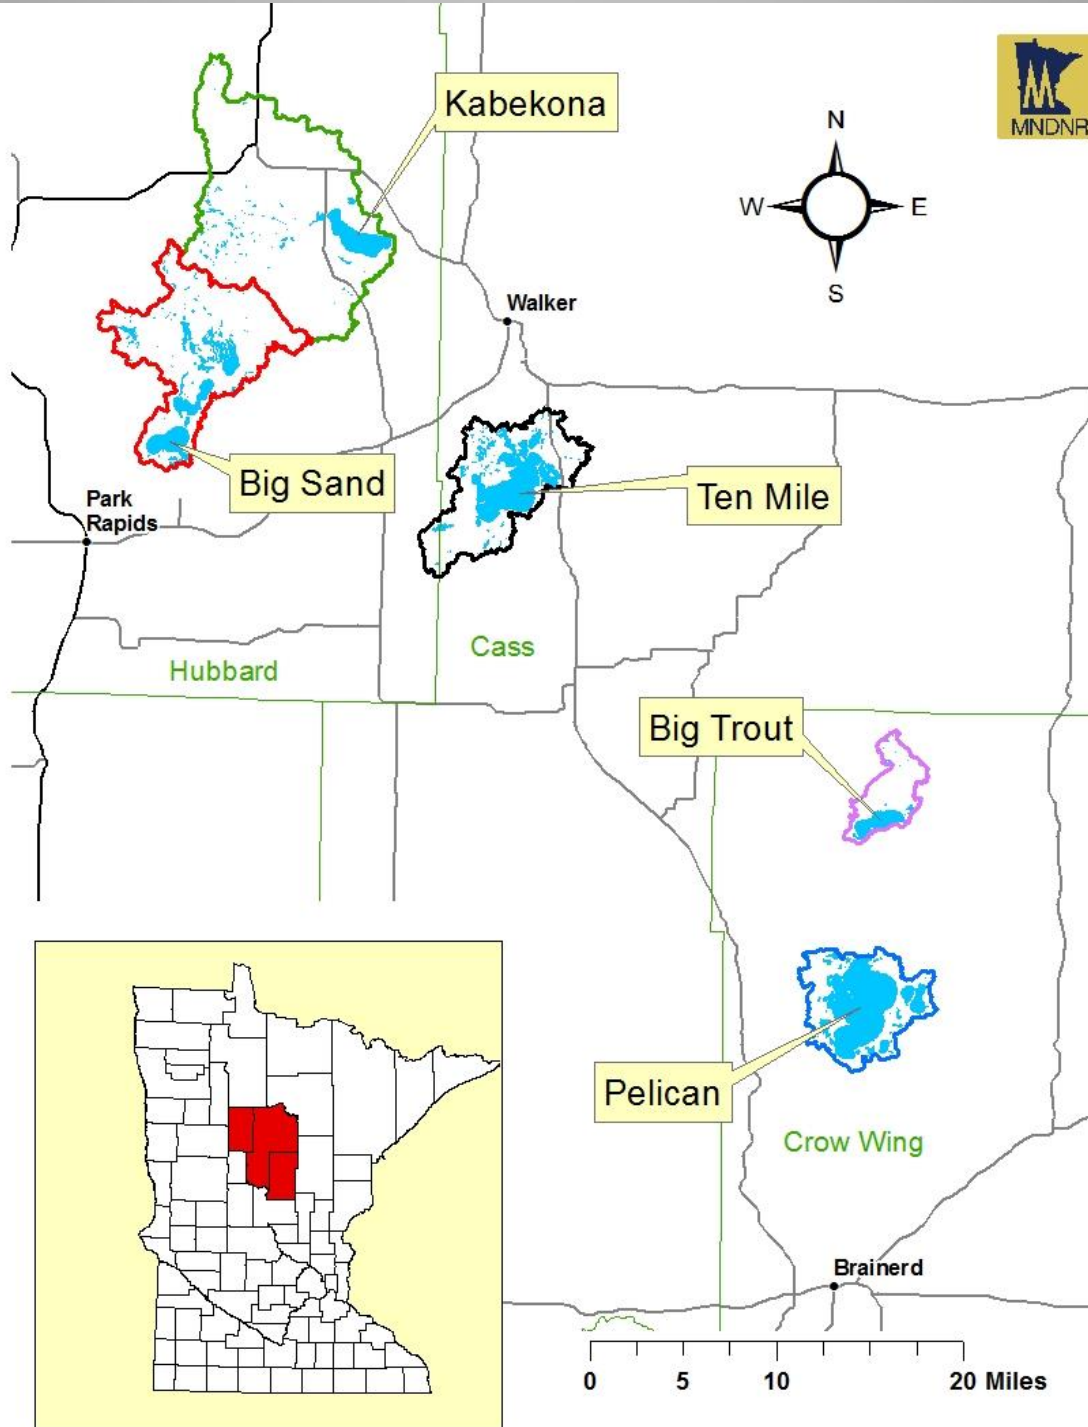 Kabekona
MNDNR
N
W
E
S
Walker
Big Sand
Ten Mile
Park
Rapids
Cass
Hubbard
Big Trout
Pelican
Crow Wing
Brainerd
0 5 10 20 Miles